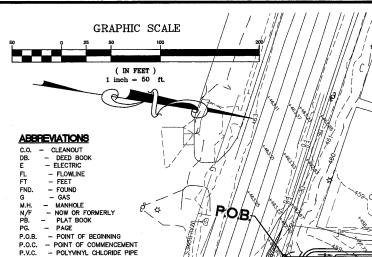 GRAPHIC SCALE
50 0 25 50 100 200
( IN FEET )
1 inch = 50 ft.
ABBREVIATIONS
C.O. – CLEANOUT
DB. – DEED BOOK
E – ELECTRIC
FL – FLOWLINE
FT – FEET
FND. – FOUND
G – GAS
M.H. – MANHOLE
N/F – NOW OR FORMERLY
PB. – PLAT BOOK
PG. – PAGE
P.O.B. – POINT OF BEGINNING
P.O.C. – POINT OF COMMENCEMENT
P.V.C. – POLYVINYL CHLORIDE PIPE
P.O.B.